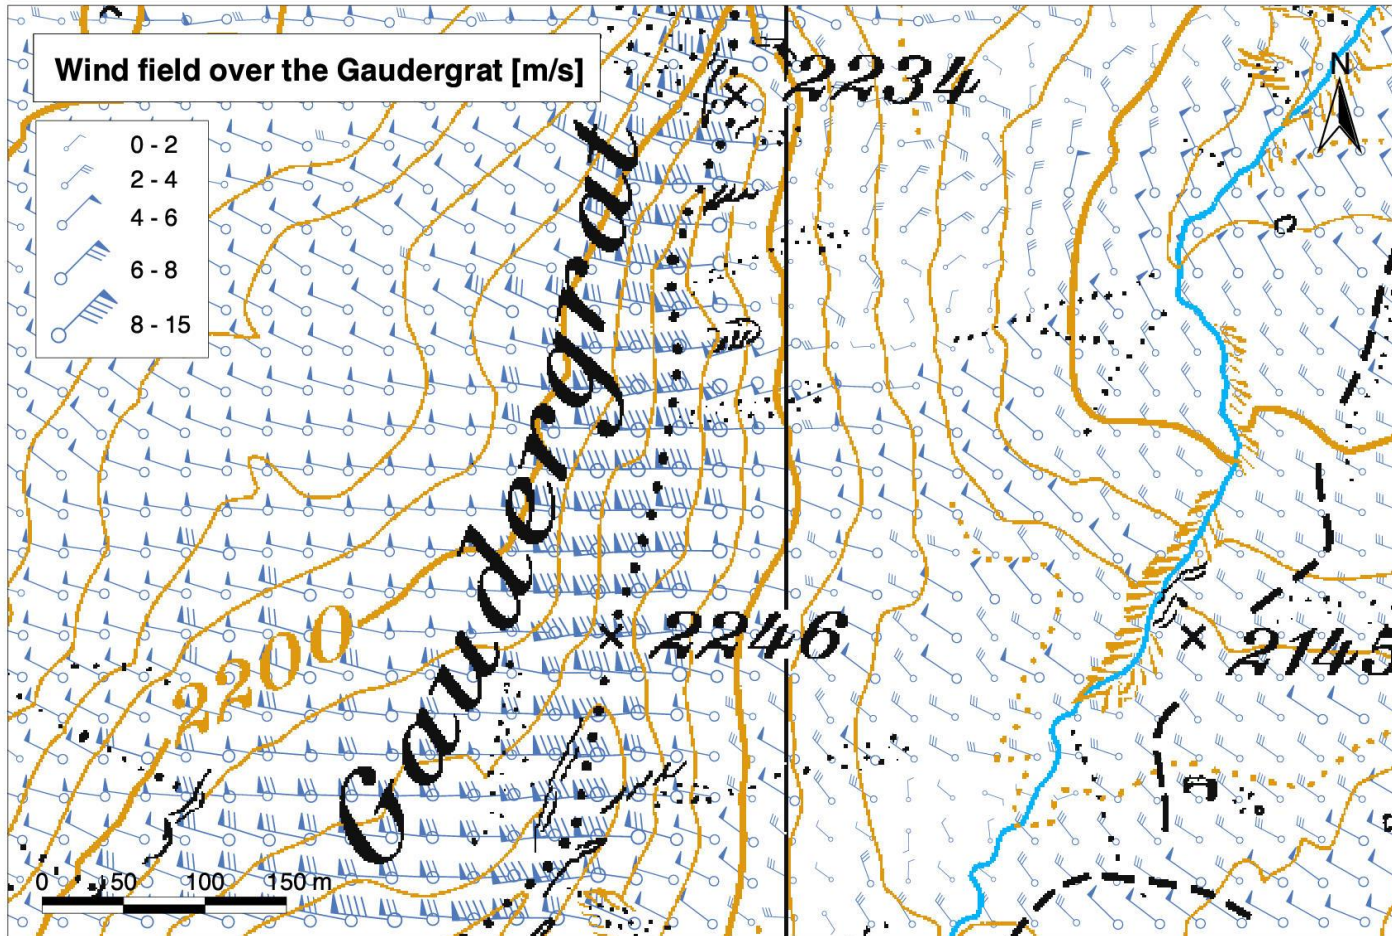 Wind field over the Gaudergrat [m/s]
2234
N
0 - 2
2 - 4
4 - 6
6 - 8
8 - 15
Gaudergrat
2200
2246
2145
0 50 100 150 m